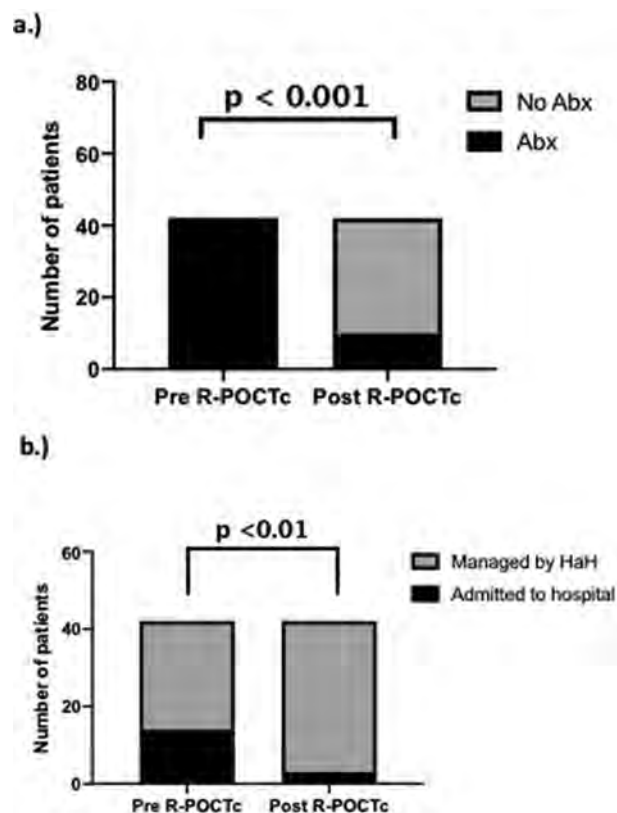 a.)
p < 0.001
No Abx
Abx
Number of patients
80
60
40
20
0
Pre R-POCTc Post R-POCTc
b.)
p <0.01
Managed by HaH
Admitted to hospital
Number of patients
60
40
20
0
Pre R-POCTc Post R-POCTc